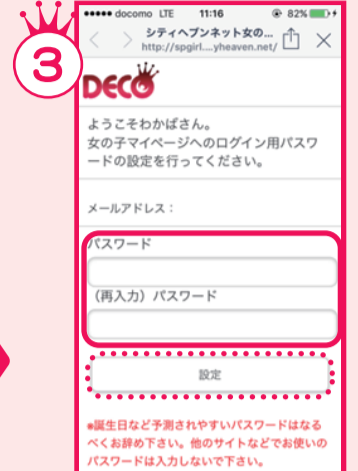 3
docomo LTE 11:16 82%
シティヘブンネット女の...
http://spgirl....yheaven.net/
DECO
ようこそわかばさん。
女の子マイページへのログイン用パスワ
ードの設定を行ってください。
メールアドレス：
パスワード
（再入力）パスワード
設定
*誕生日など予測されやすいパスワードはなる
べくお辞め下さい。他のサイトなどでお使いの
パスワードは入力しないで下さい。